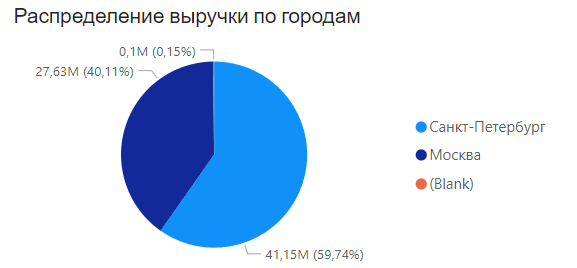 Распределение выручки по городам
0,1M (0,15%)
27,63M (40,11%)
41,15M (59,74%)
Санкт-Петербург
Москва
(Blank)